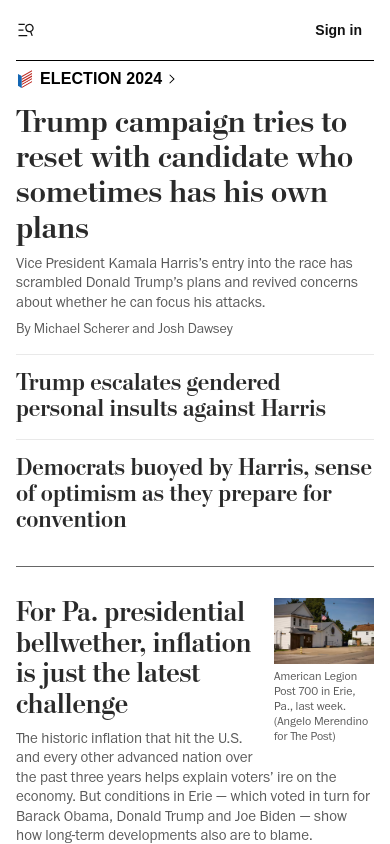 Sign in
ELECTION 2024
Trump campaign tries to
reset with candidate who
sometimes has his own
plans
Vice President Kamala Harris’s entry into the race has
scrambled Donald Trump’s plans and revived concerns
about whether he can focus his attacks.
By Michael Scherer and Josh Dawsey
Trump escalates gendered
personal insults against Harris
Democrats buoyed by Harris, sense
of optimism as they prepare for
convention
For Pa. presidential
bellwether, inflation
is just the latest
challenge
American Legion
Post 700 in Erie,
Pa., last week.
(Angelo Merendino
for The Post)
The historic inflation that hit the U.S.
and every other advanced nation over
the past three years helps explain voters’ ire on the
economy. But conditions in Erie — which voted in turn for
Barack Obama, Donald Trump and Joe Biden — show
how long-term developments also are to blame.